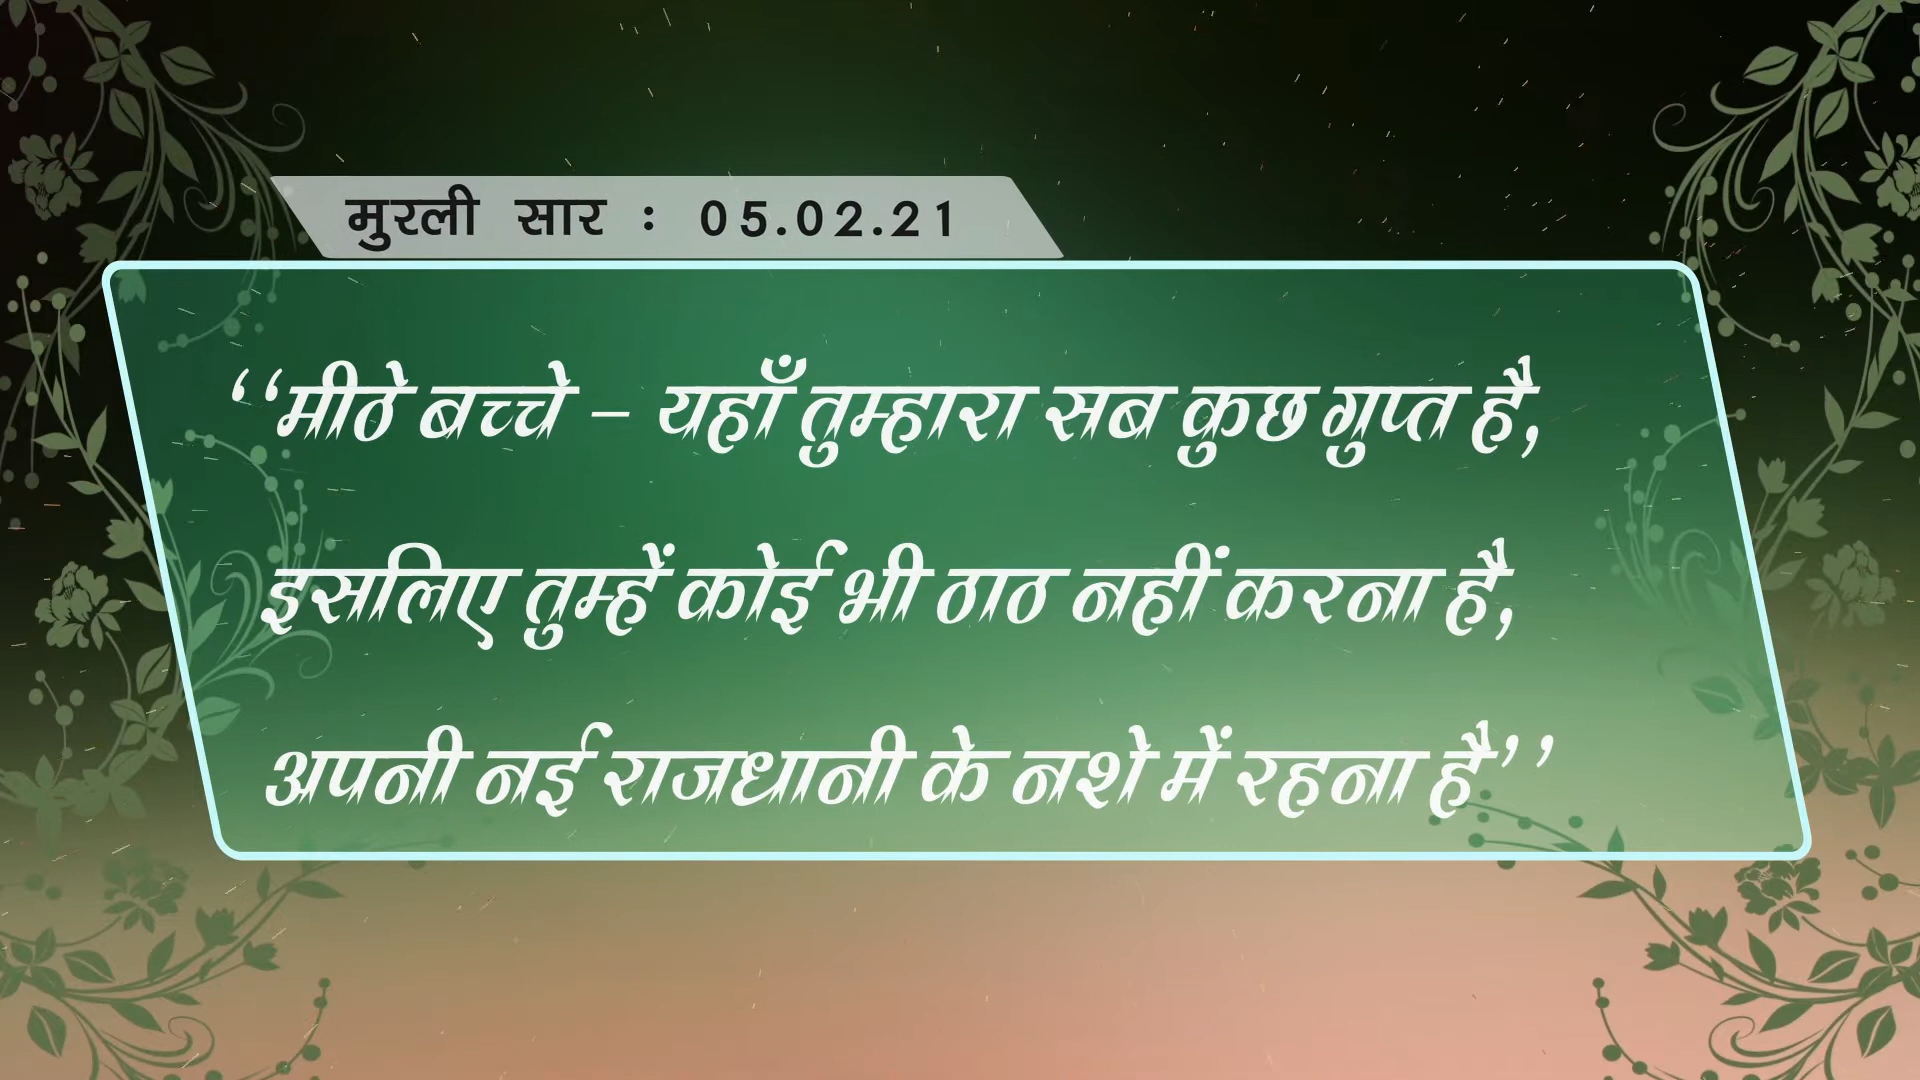 मुरली सार : 05.02.21
‘‘मीठे बच्चे – यहाँ तुम्हारा सब कुछ गुप्त है,
इसलिए तुम्हें कोई भी ठाठ नहीं करना है,
अपनी नई राजधानी के नशे में रहना है’’